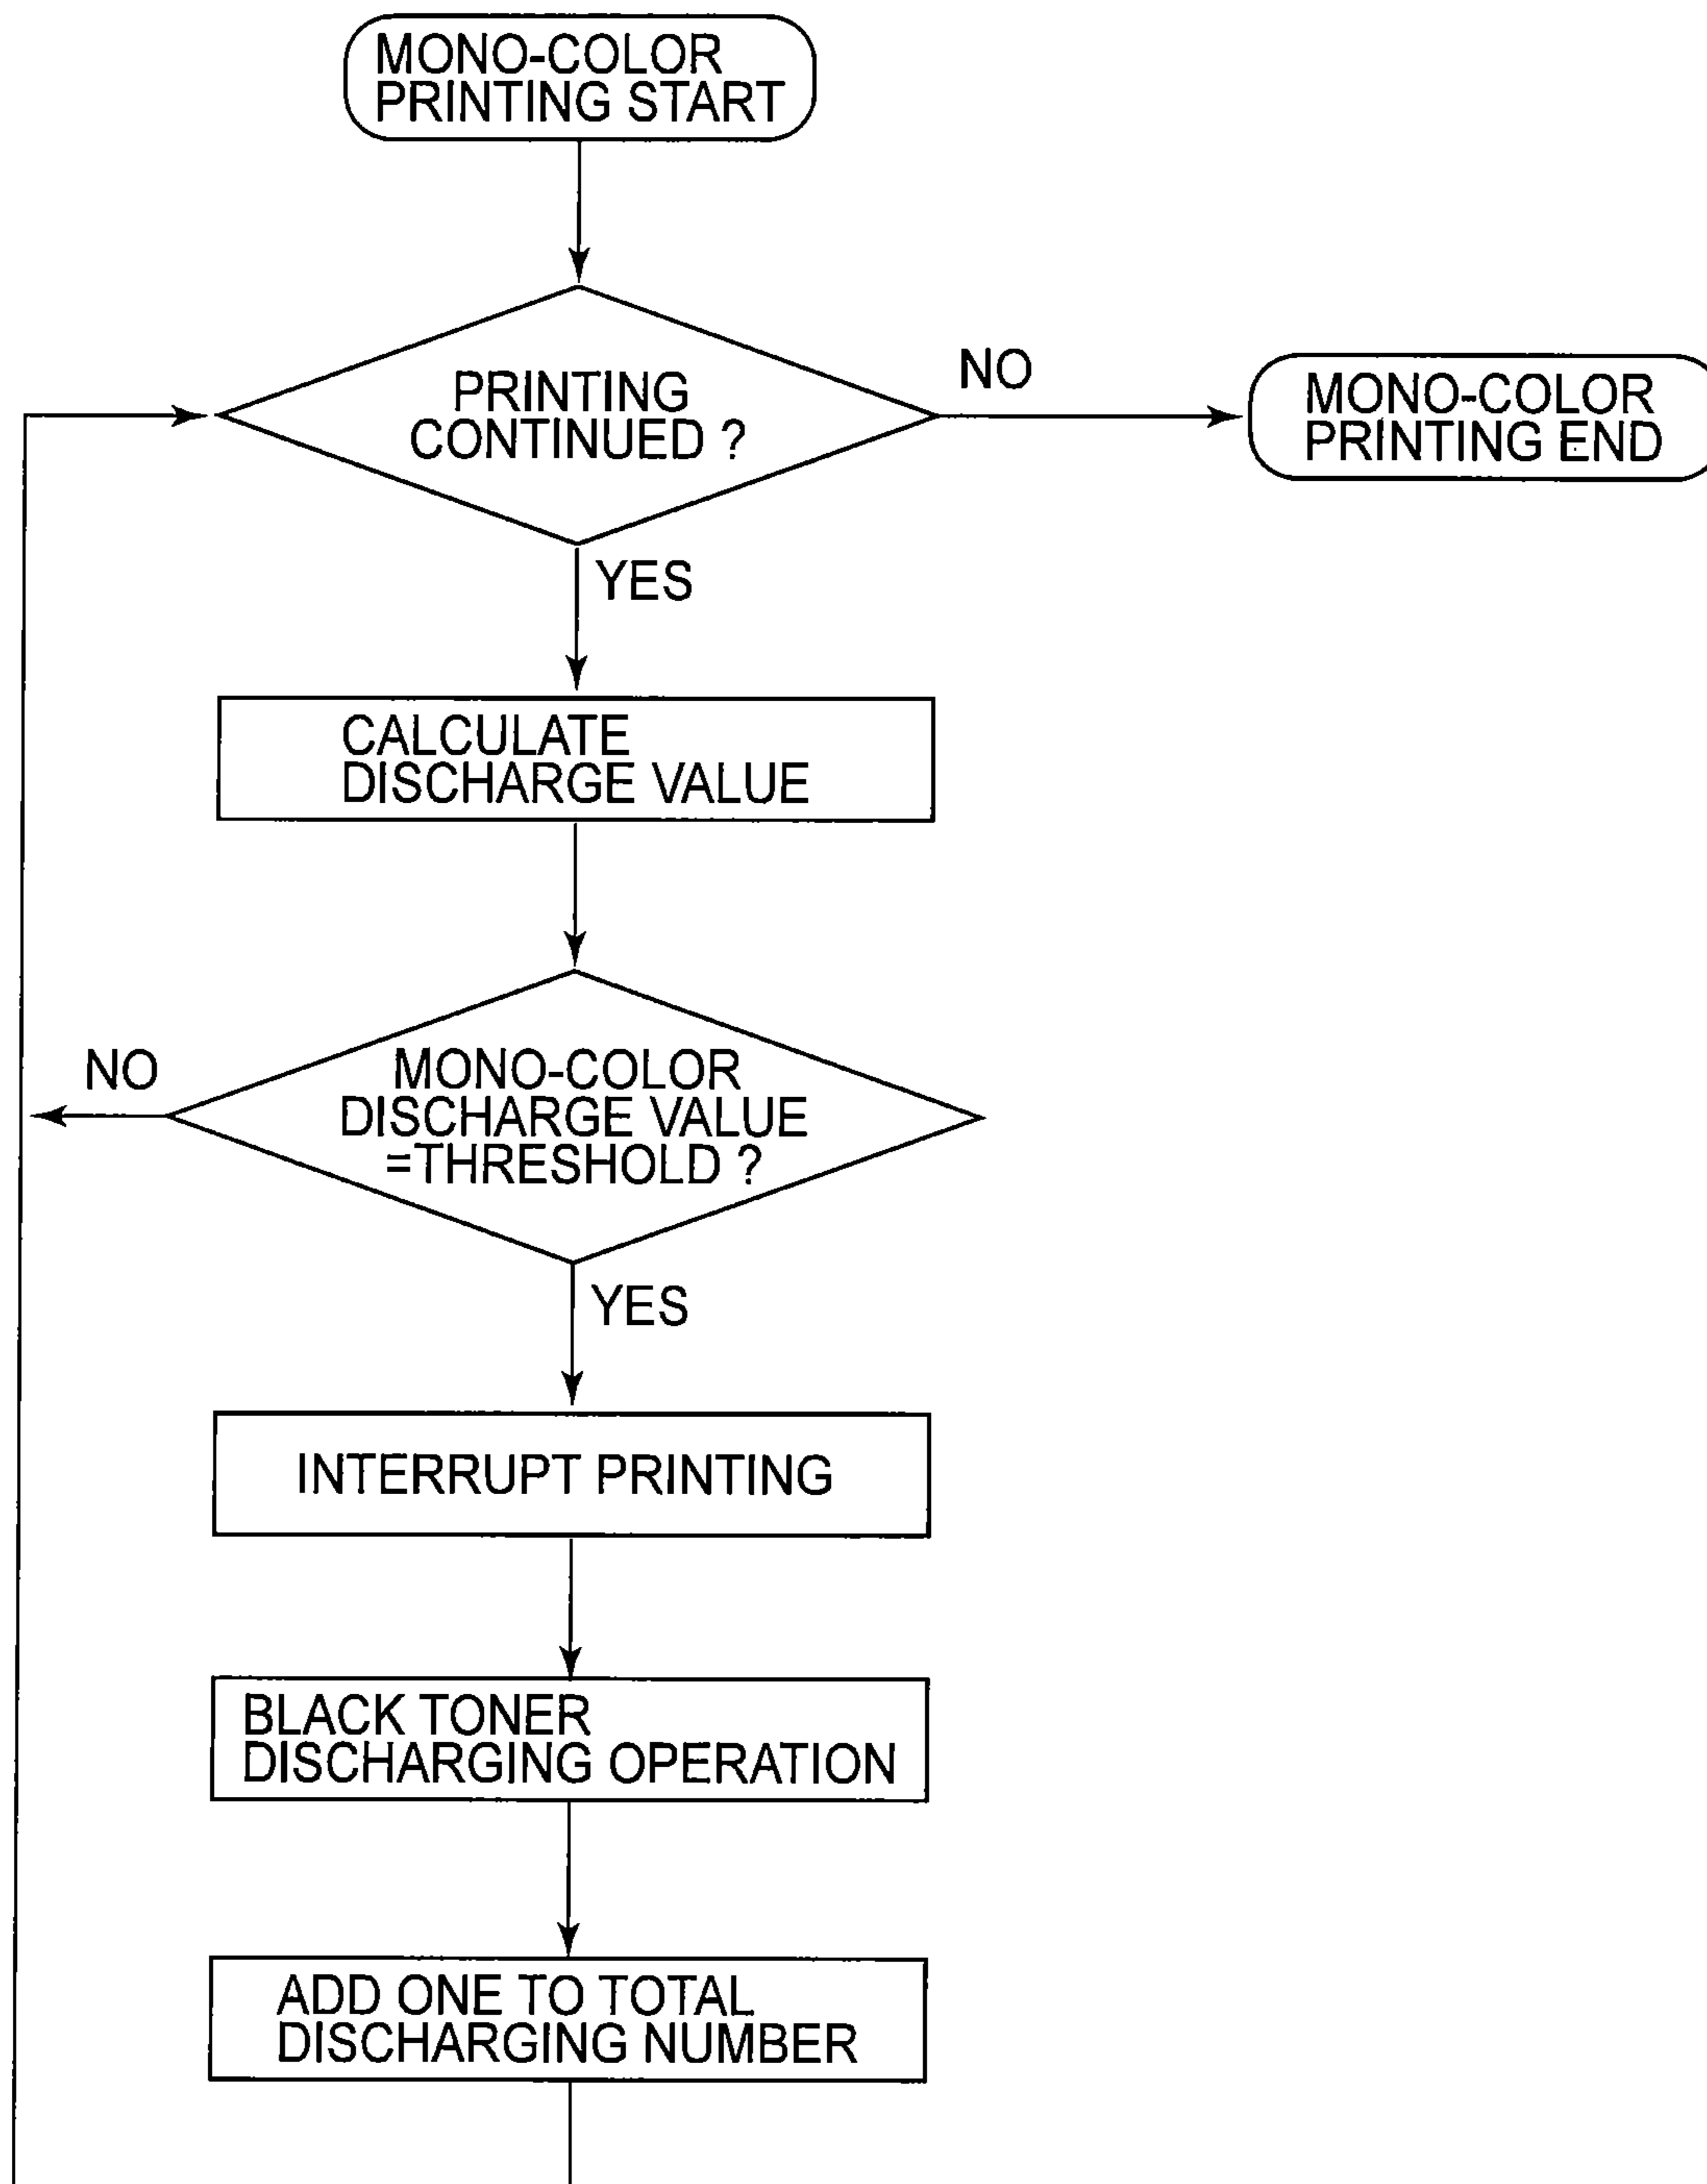 MONO-COLOR
PRINTING START
PRINTING
CONTINUED ?
NO
MONO-COLOR
PRINTING END
YES
CALCULATE
DISCHARGE VALUE
NO
MONO-COLOR
DISCHARGE VALUE
=THRESHOLD ?
YES
INTERRUPT PRINTING
BLACK TONER
DISCHARGING OPERATION
ADD ONE TO TOTAL
DISCHARGING NUMBER